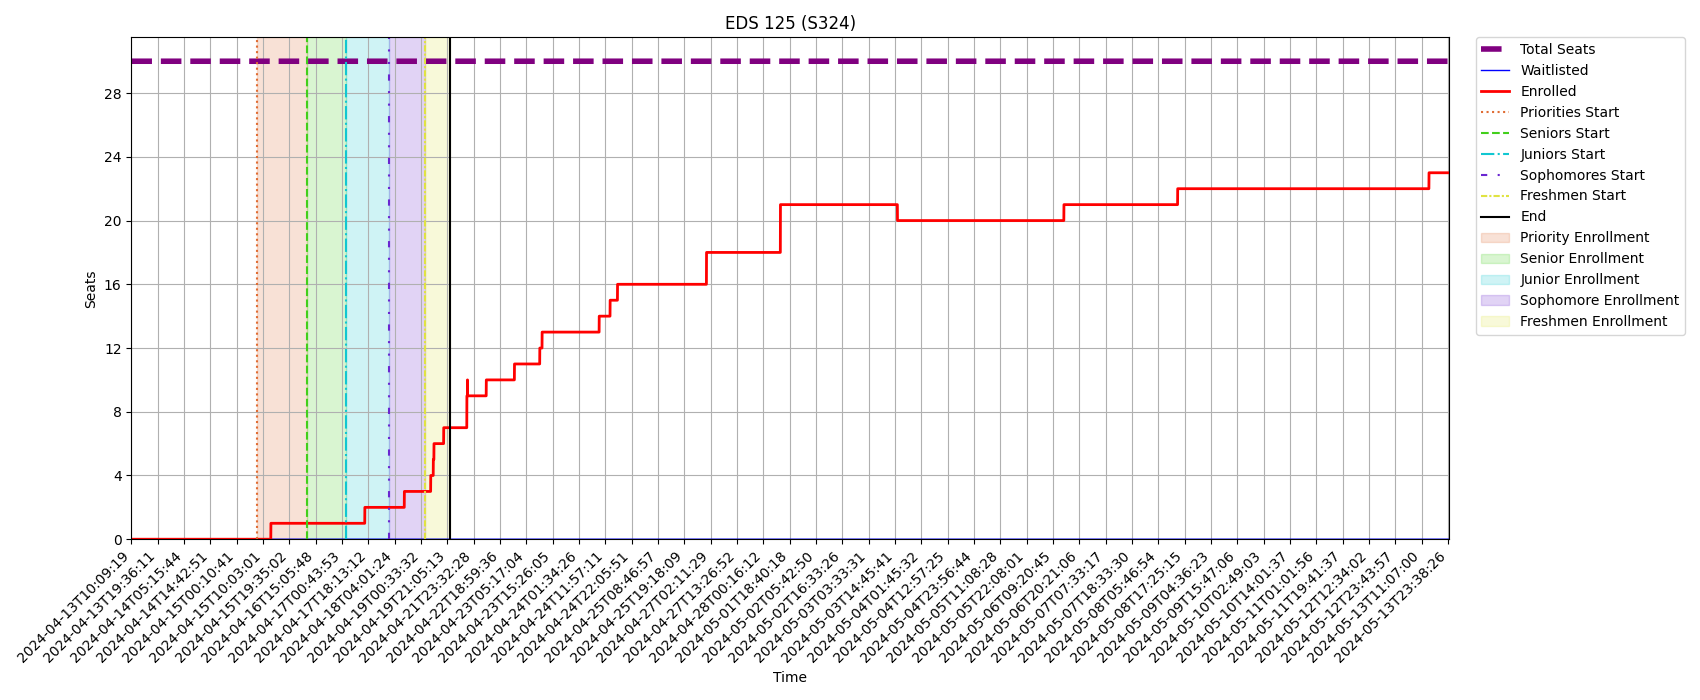 EDS 125 (S324)
Total Seats
Waitlisted
Enrolled
Priorities Start
Seniors Start
Juniors Start
Sophomores Start
Freshmen Start
End
Priority Enrollment
Senior Enrollment
Junior Enrollment
Sophomore Enrollment
Freshmen Enrollment
Seats
28
24
20
16
12
8
4
0
2024-04-13T10:09:19
2024-04-13T19:36:11
2024-04-14T05:15:44
2024-04-14T14:42:51
2024-04-15T00:10:41
2024-04-15T10:03:01
2024-04-15T19:35:02
2024-04-16T15:05:48
2024-04-17T00:43:53
2024-04-17T18:13:12
2024-04-18T04:01:24
2024-04-19T00:33:32
2024-04-19T21:05:13
2024-04-21T23:32:28
2024-04-22T18:59:36
2024-04-23T05:17:04
2024-04-23T15:26:05
2024-04-24T01:34:26
2024-04-24T11:57:11
2024-04-24T22:05:51
2024-04-25T08:46:57
2024-04-25T19:18:09
2024-04-27T02:11:29
2024-04-27T13:26:52
2024-04-28T00:16:12
2024-05-01T18:40:18
2024-05-02T05:42:50
2024-05-02T16:33:26
2024-05-03T03:33:31
2024-05-03T14:45:41
2024-05-04T01:45:32
2024-05-04T12:57:25
2024-05-04T23:56:44
2024-05-05T11:08:28
2024-05-05T22:08:01
2024-05-06T09:20:45
2024-05-06T20:21:06
2024-05-07T07:33:17
2024-05-07T18:33:30
2024-05-08T05:46:54
2024-05-08T17:25:15
2024-05-09T04:36:23
2024-05-09T15:47:06
2024-05-10T02:49:03
2024-05-10T14:01:37
2024-05-11T01:01:56
2024-05-11T19:41:37
2024-05-12T12:34:02
2024-05-12T23:43:57
2024-05-13T11:07:00
2024-05-13T23:38:26
Time